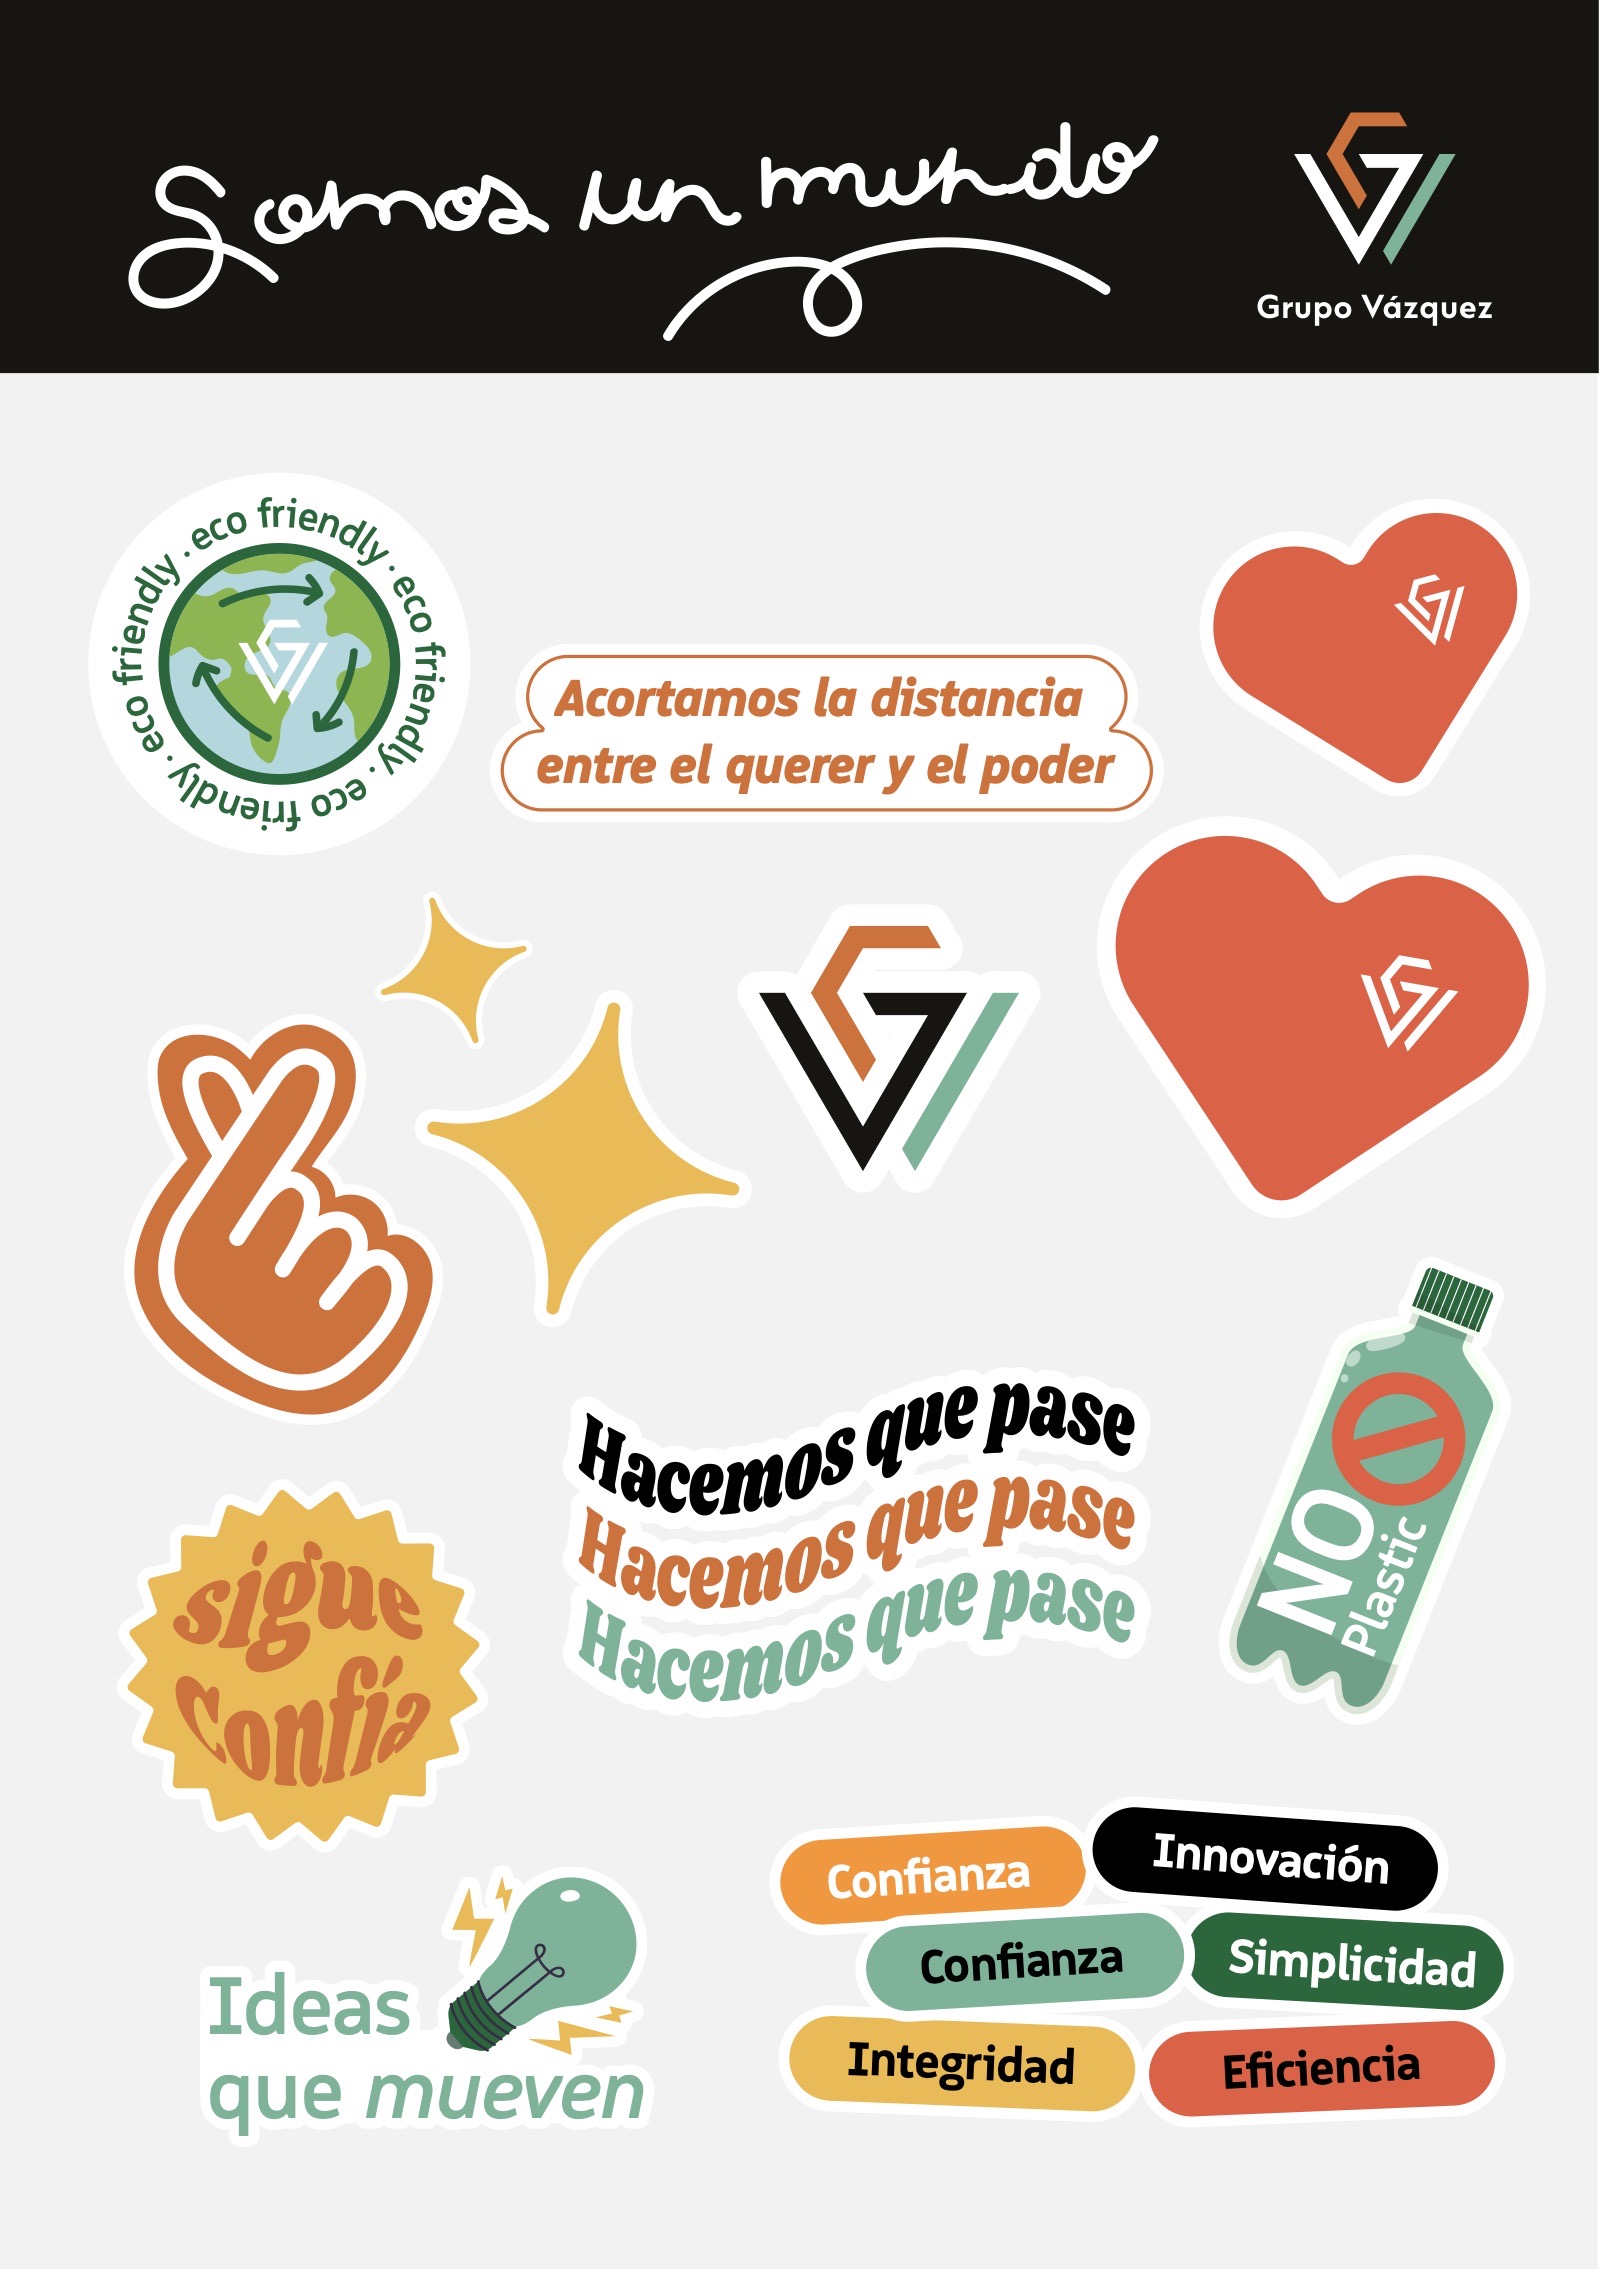 Somos un mundo
Grupo Vázquez
eco friendly . eco friendly . eco friendly . eco friendly .
Acortamos la distancia
entre el querer y el poder
Hacemos que pase
Hacemos que pase
Hacemos que pase
NO
Plastic
sigue
Confía
Confianza
Innovación
Confianza
Simplicidad
Integridad
Eficiencia
Ideas
que mueven